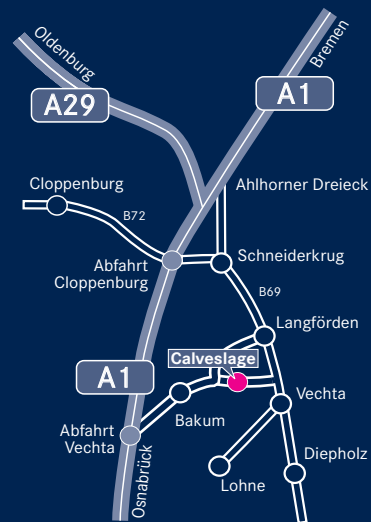 Oldenburg
Bremen
A29
A1
Cloppenburg
Ahlhorner Dreieck
B72
Abfahrt
Cloppenburg
Schneiderkrug
B69
Langförden
Calveslage
A1
Vechta
Bakum
Abfahrt
Vechta
Osnabrück
Diepholz
Lohne